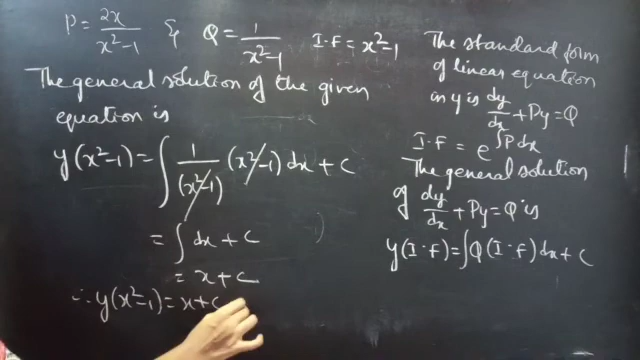 P = 2x/(x²-1) & Q = 1/(x²-1) I·F = x²-1
The general solution of the given
equation is
y(x²-1) = ∫ 1/(x²-1) (x²-1) dx + C
= ∫ dx + C
= x + C
∴ y(x²-1) = x + C
The standard form
of linear equation
in y is dy/dx + Py = Q
I·F = e^∫P dx
The general solution
of dy/dx + Py = Q is
y(I·F) = ∫Q(I·F) dx + C